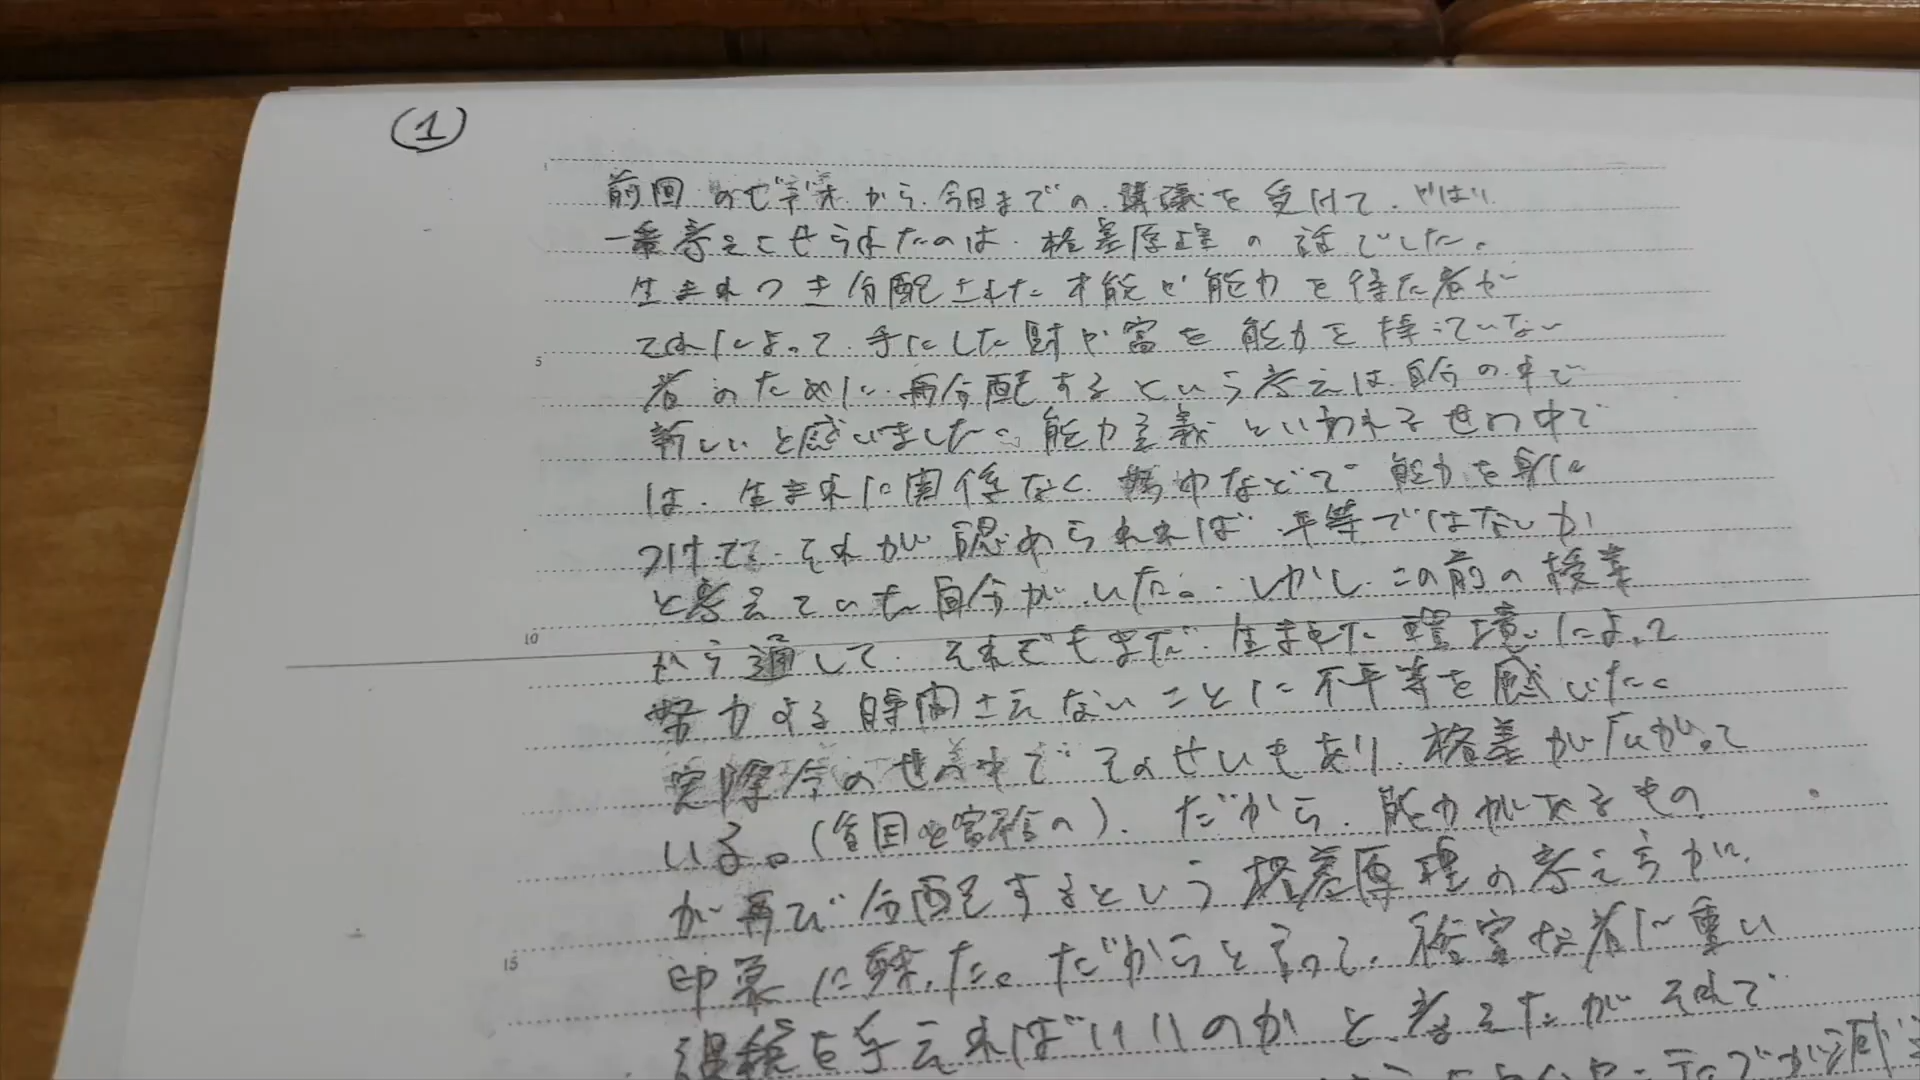 (1)
前回の授業から、今日までの講議を受けて、やはり
一番考えさせられたのは、格差原理の話でした。
生まれつき分配された才能や能力を得た者が
それによって手にした財や富を能力を持っていない
者のために再分配するという考えは自分の中で
新しいと感じました。能力主義といわれる世の中で
は、生まれに関係なく、努力などで能力を身に
つけて、それが認められれば、平等ではないか
と考えていた自分がいた。しかし、この前の授業
から通して、それでもまだ、生まれた環境によって
努力する時間さえないことに不平等を感じた。
実際今の世の中でそのせいもあり、格差が広がって
いる。(貧困と富裕の)、だから、能力があるもの
が再び分配するという格差原理の考え方が、
印象に残った。だからと言って、裕富な者に重い
税を与えればいいのかと考えたがそれで